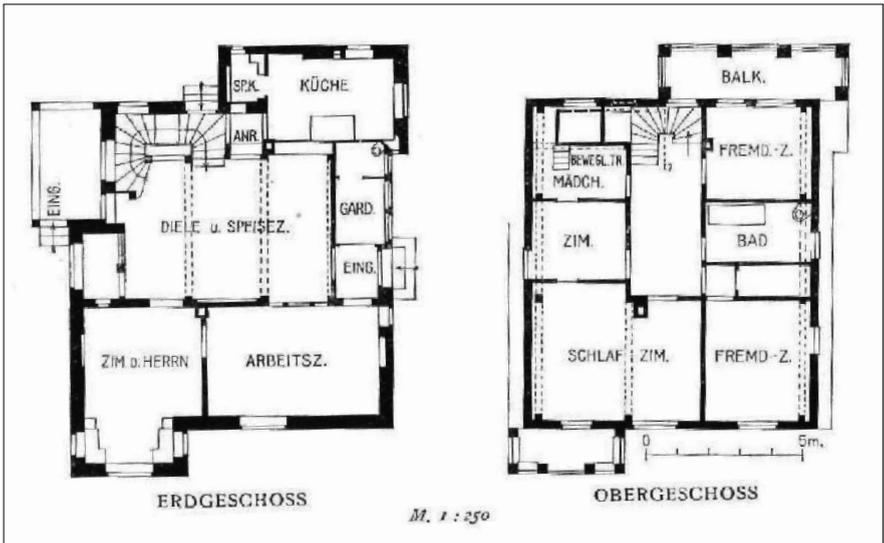 SP.K.
KÜCHE
ANR.
EING.
DIELE u. SPEISEZ.
GARD.
EING.
ZIM D. HERRN
ARBEITSZ.
ERDGESCHOSS
BALK.
FREMD.-Z.
BEWEGL.TR.
MÄDCH.
ZIM.
BAD
SCHLAF ZIM.
FREMD.-Z.
0 5m.
OBERGESCHOSS
M. 1 : 250